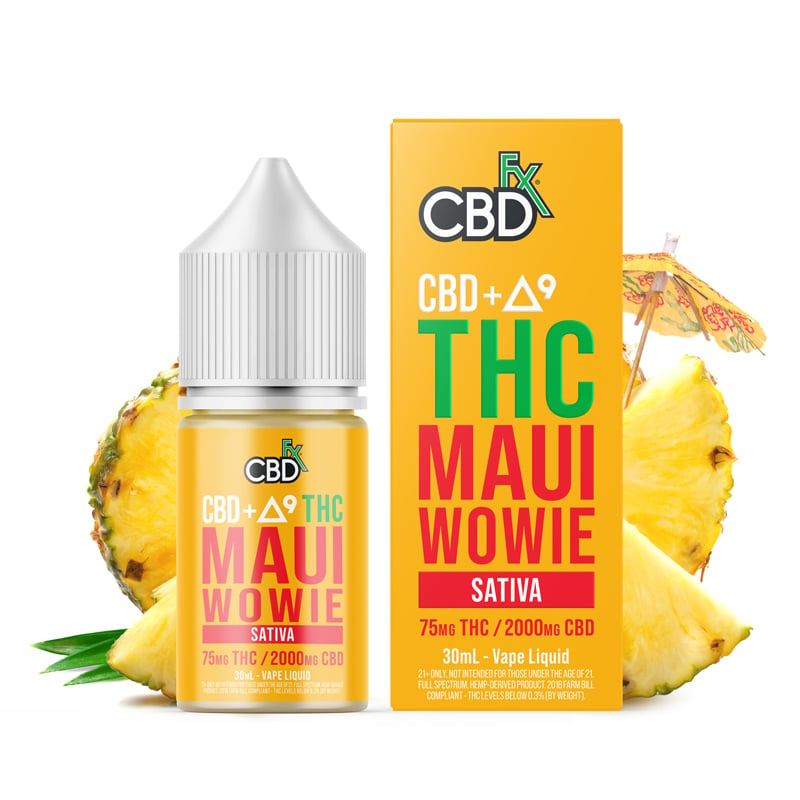 CBD
Fx
CBD+Δ9 THC
MAUI
WOWIE
SATIVA
75MG THC / 2000MG CBD
30mL - VAPE LIQUID
CBD
Fx®
CBD+Δ9
THC
MAUI
WOWIE
SATIVA
75MG THC / 2000MG CBD
30mL - Vape Liquid
21+ ONLY. NOT INTENDED FOR THOSE UNDER THE AGE OF 21.
FULL SPECTRUM. HEMP-DERIVED PRODUCT. 2018 FARM BILL
COMPLIANT - THC LEVELS BELOW 0.3% (BY WEIGHT).